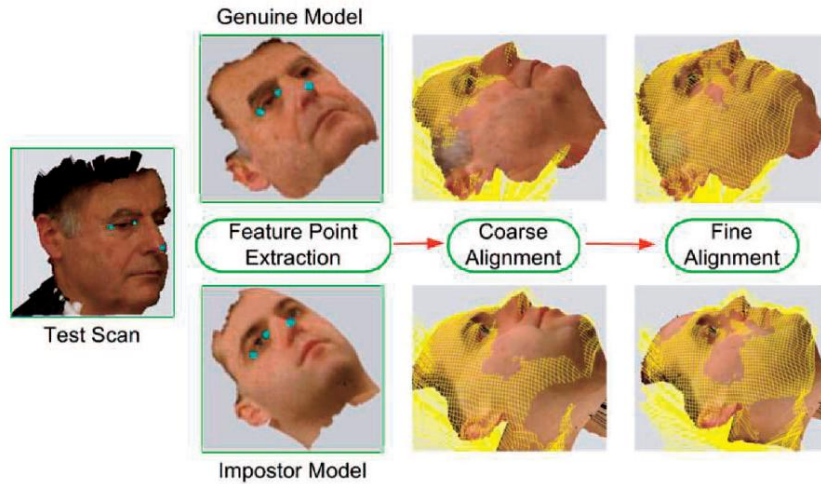 Genuine Model
Feature Point
Extraction
Coarse
Alignment
Fine
Alignment
Test Scan
Impostor Model